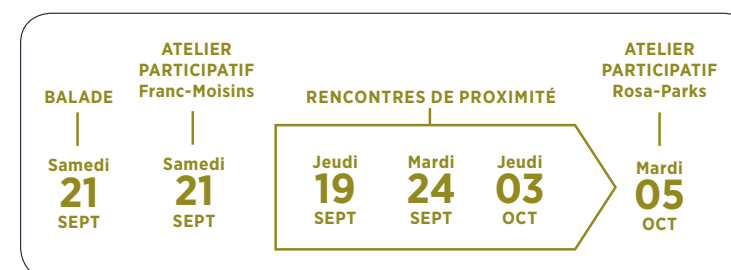 BALADE
Samedi
21
SEPT
ATELIER
PARTICIPATIF
Franc-Moisins
Samedi
21
SEPT
RENCONTRES DE PROXIMITÉ
Jeudi
19
SEPT
Mardi
24
SEPT
Jeudi
03
OCT
ATELIER
PARTICIPATIF
Rosa-Parks
Mardi
05
OCT